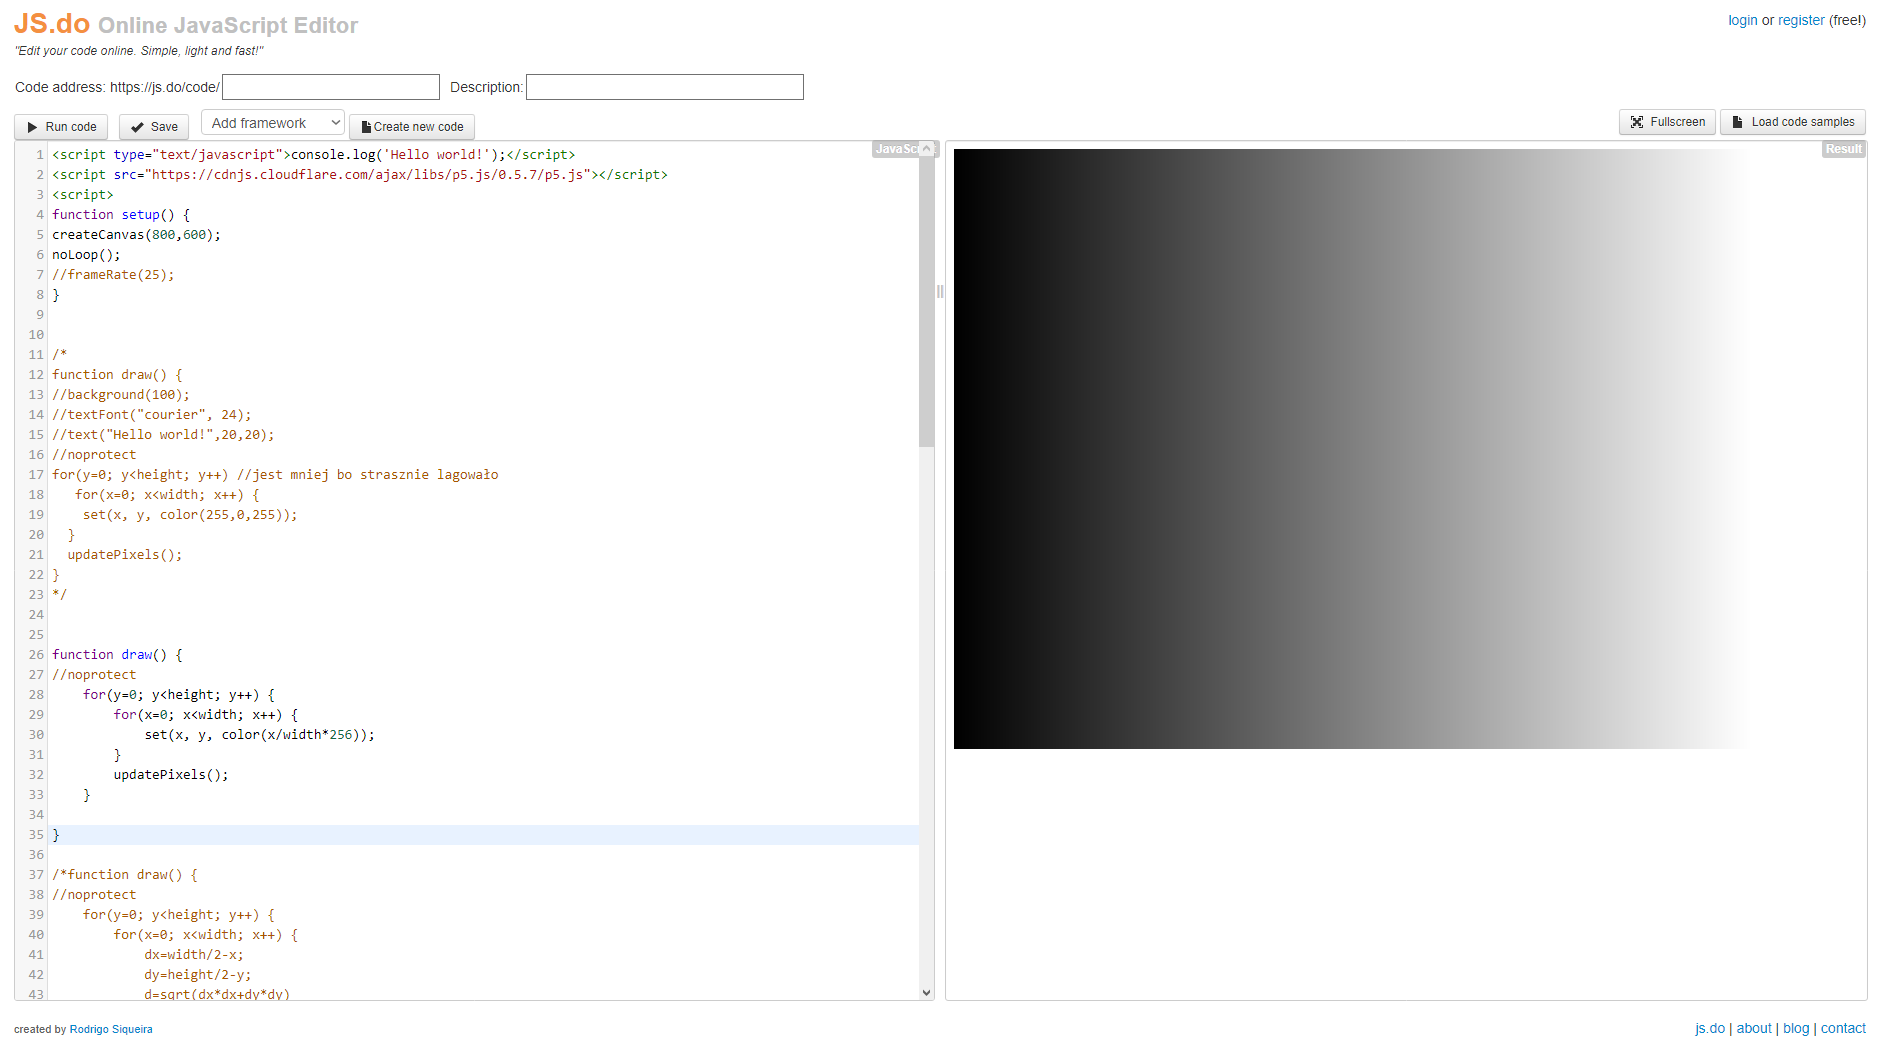 JS.do Online JavaScript Editor
login or register (free!)
"Edit your code online. Simple, light and fast!"
Code address: https://js.do/code/
Description:
Run code
Save
Add framework
Create new code
Fullscreen
Load code samples
1 <script type="text/javascript">console.log('Hello world!');</script>
2 <script src="https://cdnjs.cloudflare.com/ajax/libs/p5.js/0.5.7/p5.js"></script>
3 <script>
4 function setup() {
5 createCanvas(800,600);
6 noLoop();
7 //frameRate(25);
8 }
9
10
11 /*
12 function draw() {
13 //background(100);
14 //textFont("courier", 24);
15 //text("Hello world!",20,20);
16 //noprotect
17 for(y=0; y<height; y++) //jest mniej bo strasznie lagowało
18    for(x=0; x<width; x++) {
19     set(x, y, color(255,0,255));
20   }
21   updatePixels();
22 }
23 */
24
25
26 function draw() {
27 //noprotect
28     for(y=0; y<height; y++) {
29         for(x=0; x<width; x++) {
30             set(x, y, color(x/width*256));
31         }
32         updatePixels();
33     }
34
35 }
36
37 /*function draw() {
38 //noprotect
39     for(y=0; y<height; y++) {
40         for(x=0; x<width; x++) {
41             dx=width/2-x;
42             dy=height/2-y;
43             d=sqrt(dx*dx+dy*dy)
Result
created by Rodrigo Siqueira
js.do | about | blog | contact